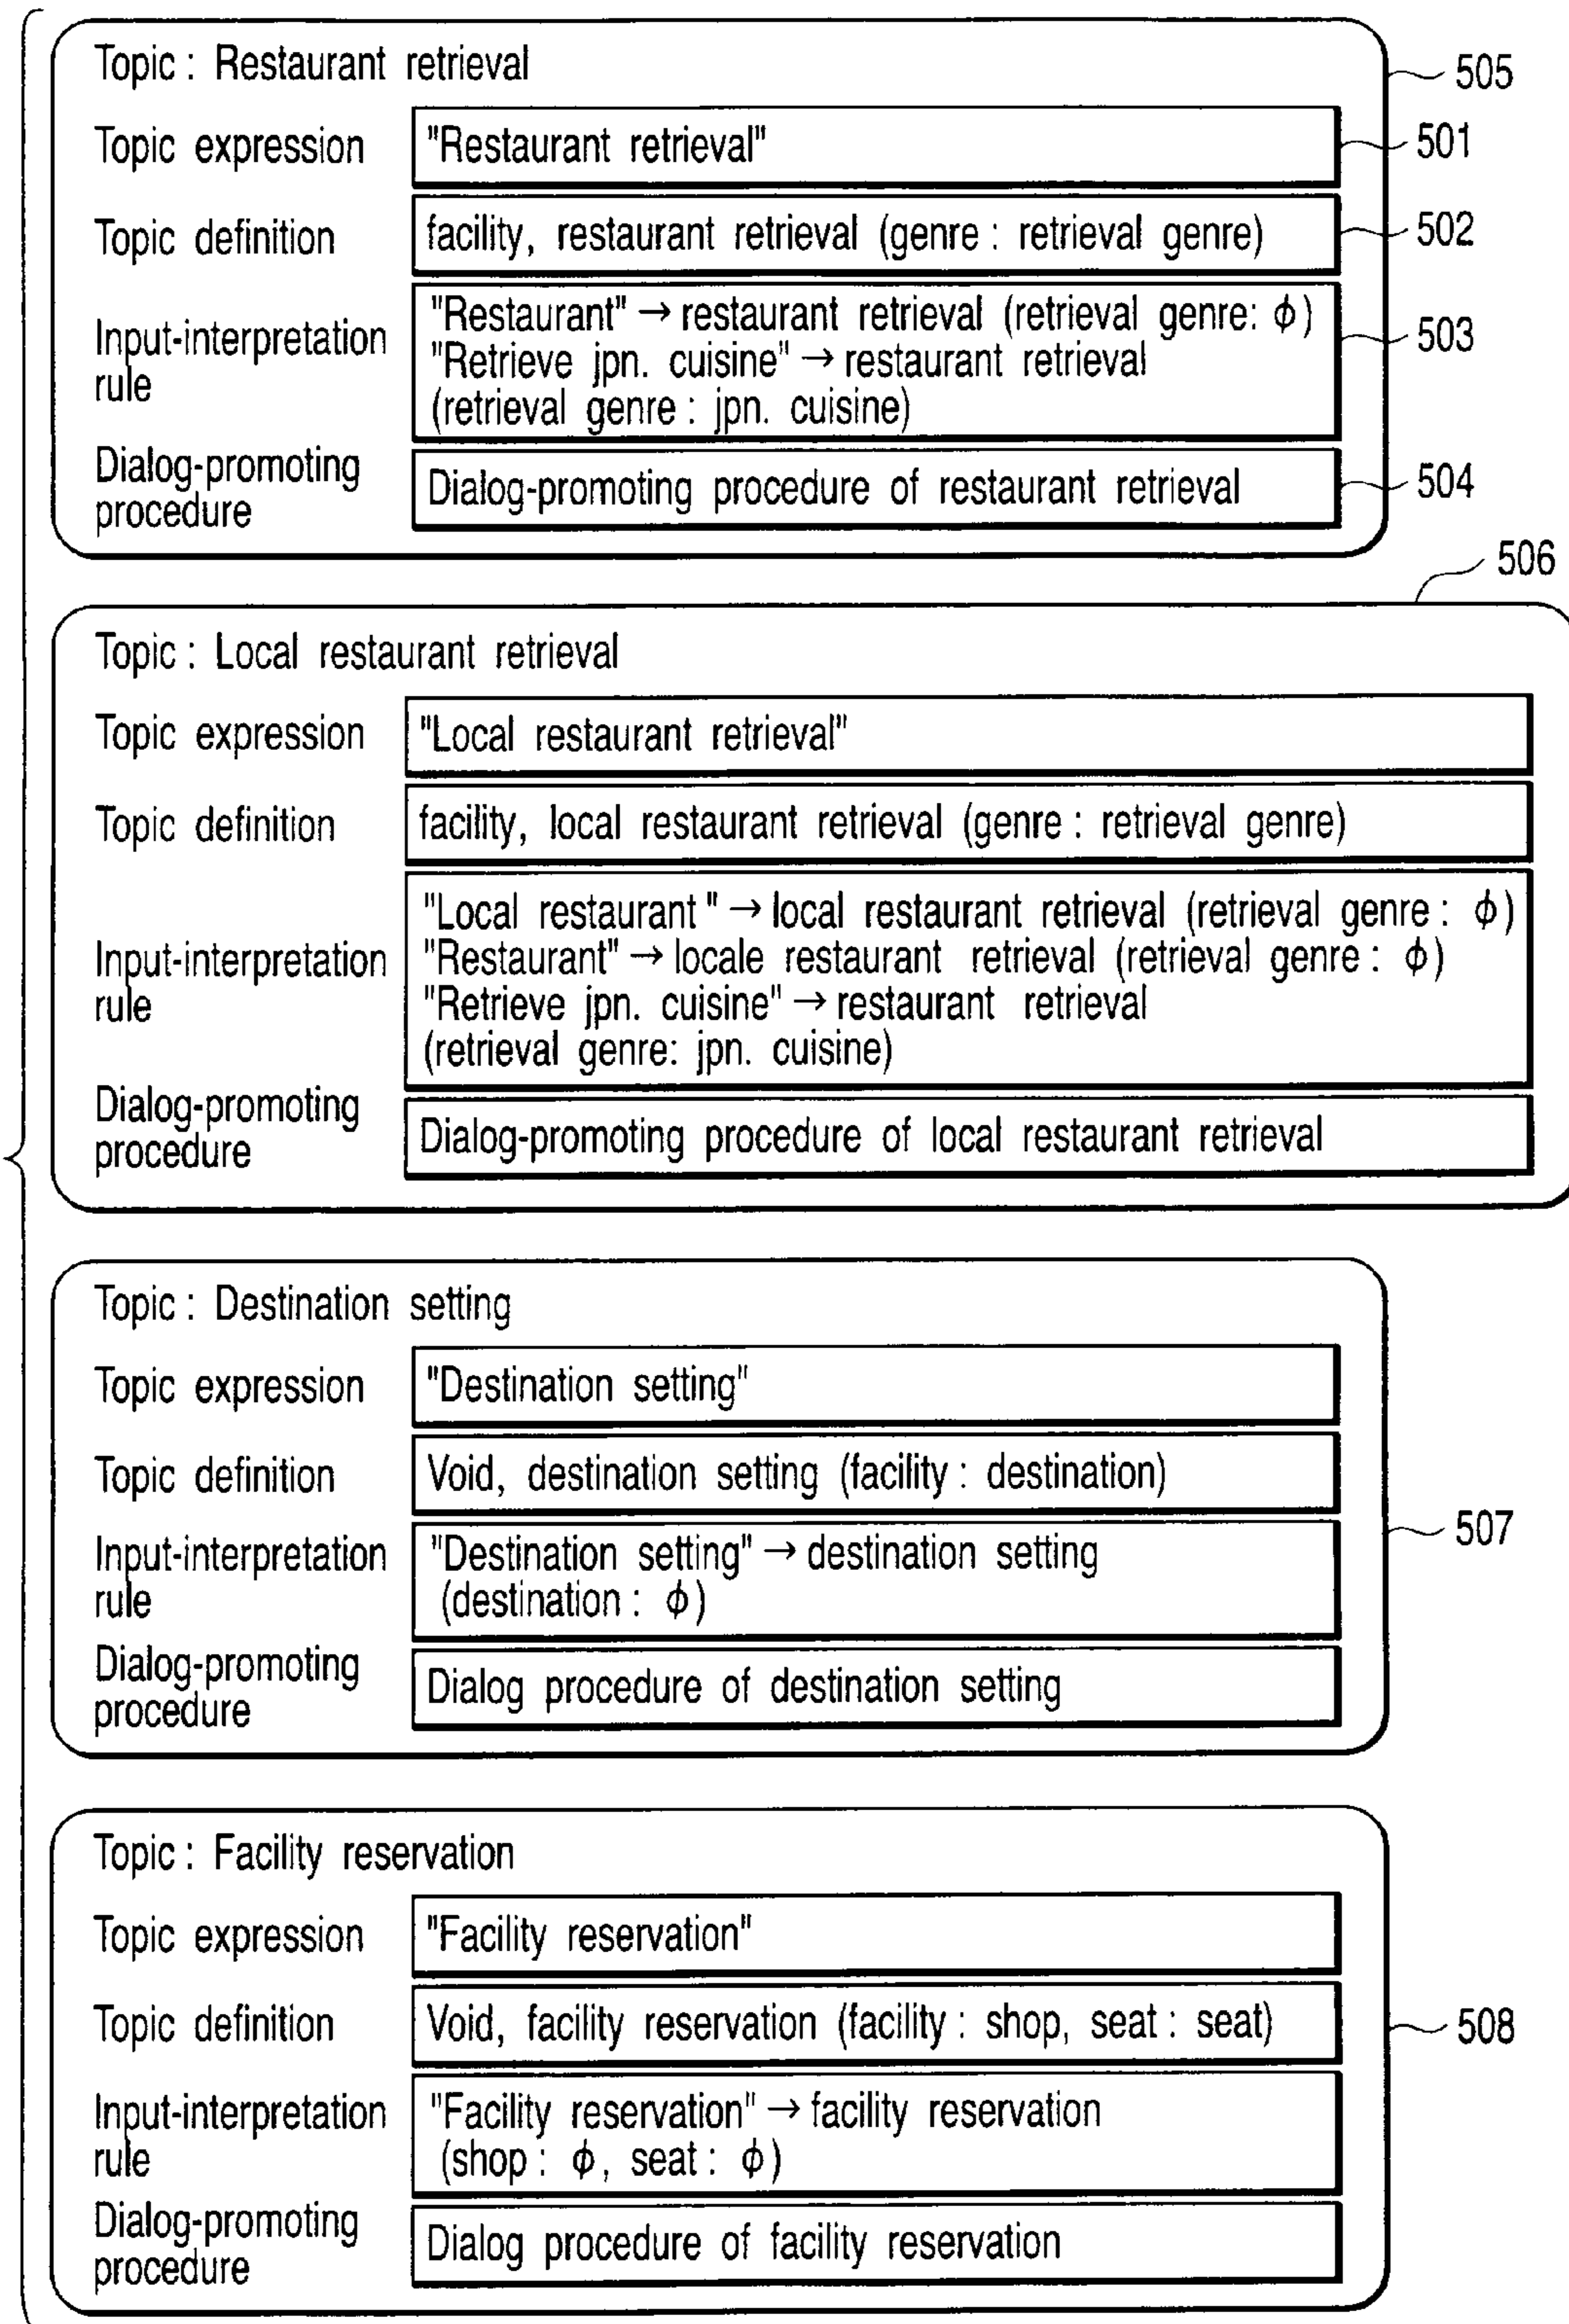 Topic : Restaurant retrieval
505
Topic expression
"Restaurant retrieval"
501
Topic definition
facility, restaurant retrieval (genre : retrieval genre)
502
Input-interpretation
rule
"Restaurant" → restaurant retrieval (retrieval genre: ϕ)
"Retrieve jpn. cuisine" → restaurant retrieval
(retrieval genre : jpn. cuisine)
503
Dialog-promoting
procedure
Dialog-promoting procedure of restaurant retrieval
504
506
Topic : Local restaurant retrieval
Topic expression
"Local restaurant retrieval"
Topic definition
facility, local restaurant retrieval (genre : retrieval genre)
Input-interpretation
rule
"Local restaurant " → local restaurant retrieval (retrieval genre : ϕ)
"Restaurant" → locale restaurant retrieval (retrieval genre : ϕ)
"Retrieve jpn. cuisine" → restaurant retrieval
(retrieval genre: jpn. cuisine)
Dialog-promoting
procedure
Dialog-promoting procedure of local restaurant retrieval
Topic : Destination setting
Topic expression
"Destination setting"
Topic definition
Void, destination setting (facility : destination)
507
Input-interpretation
rule
"Destination setting" → destination setting
(destination : ϕ)
Dialog-promoting
procedure
Dialog procedure of destination setting
Topic : Facility reservation
Topic expression
"Facility reservation"
Topic definition
Void, facility reservation (facility : shop, seat : seat)
508
Input-interpretation
rule
"Facility reservation" → facility reservation
(shop : ϕ, seat : ϕ)
Dialog-promoting
procedure
Dialog procedure of facility reservation